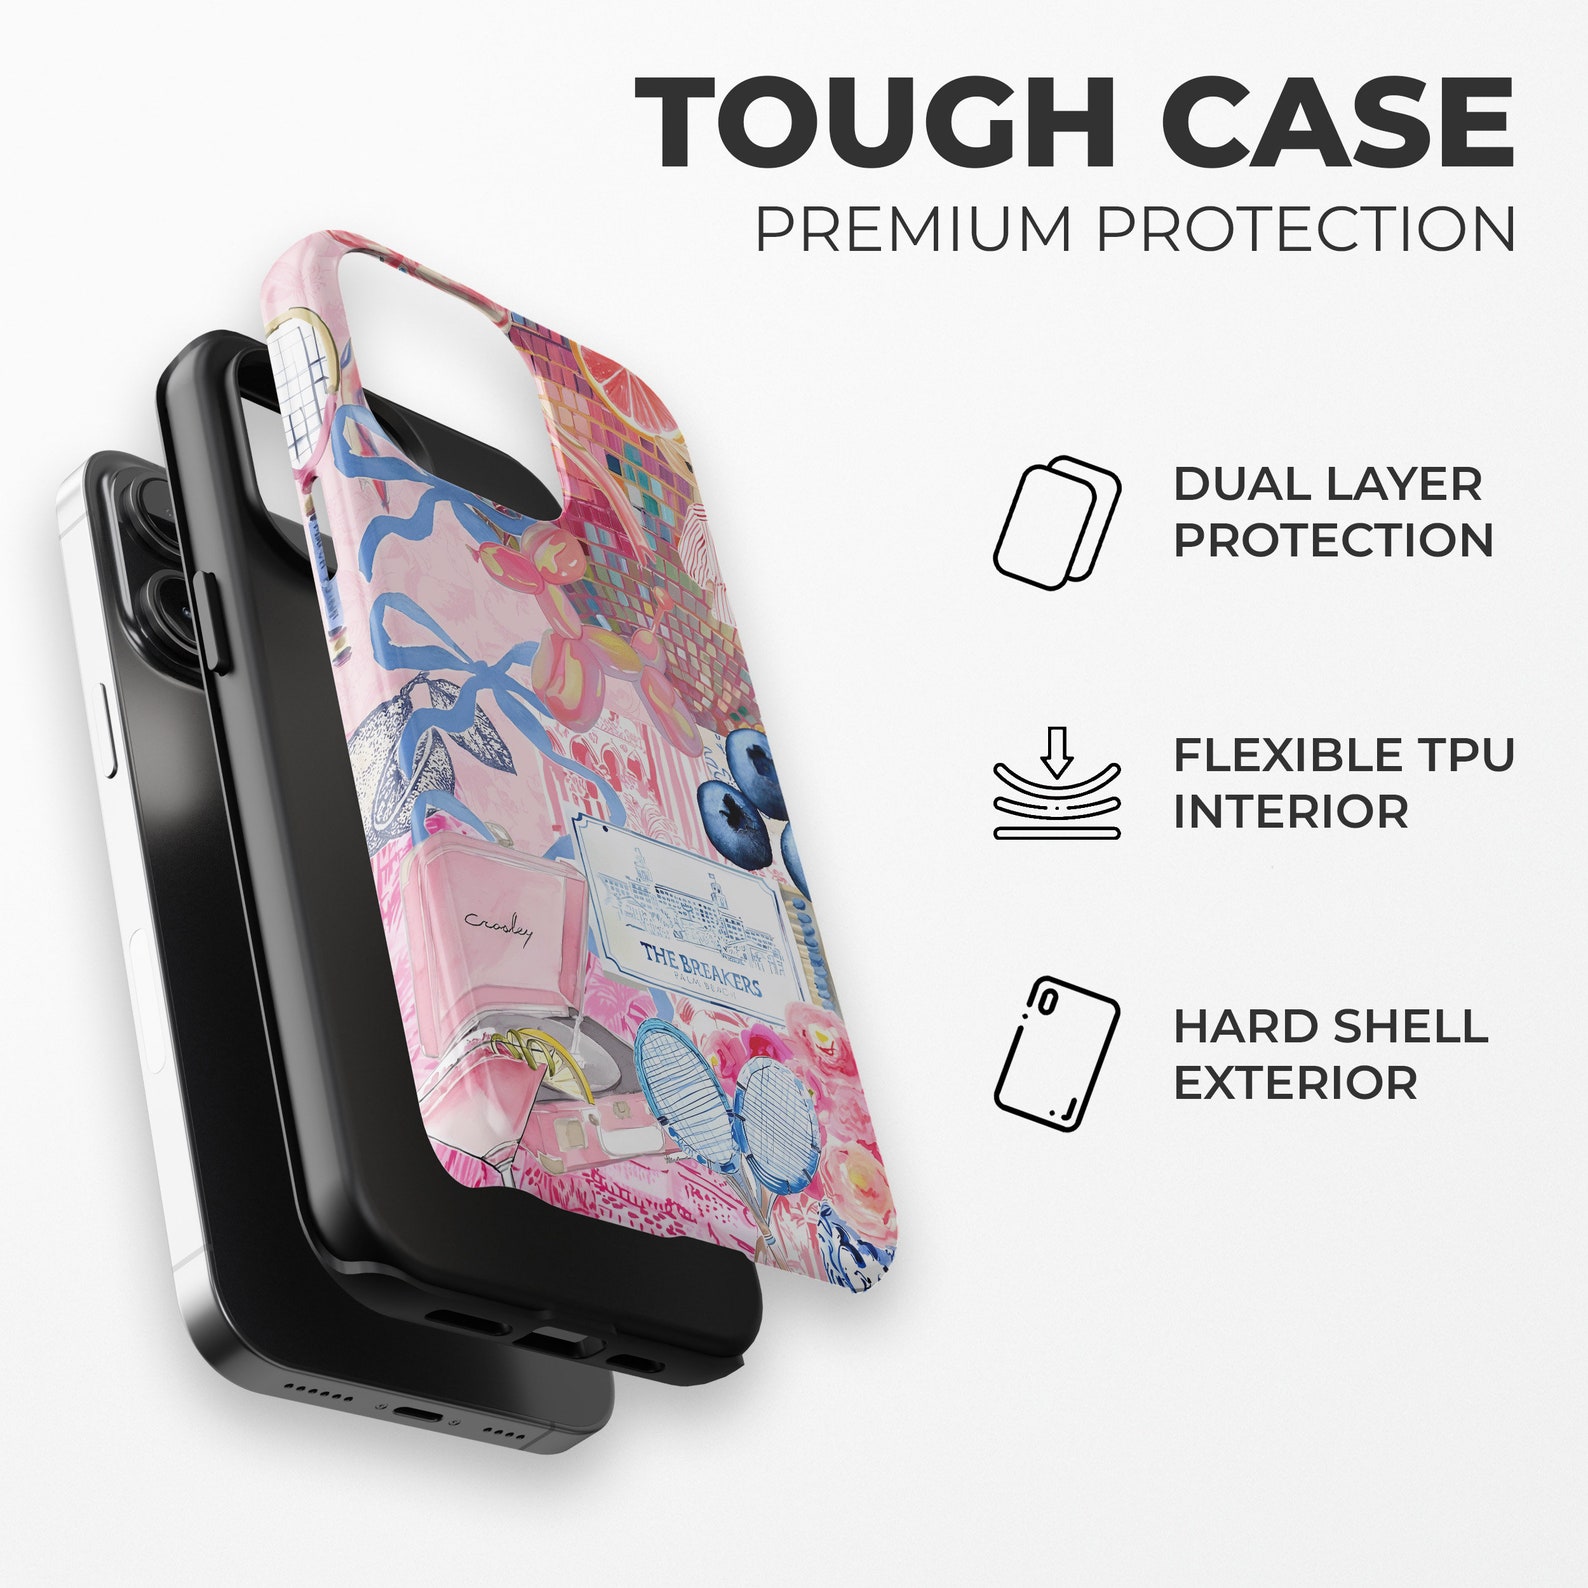 TOUGH CASE
PREMIUM PROTECTION
DUAL LAYER
PROTECTION
FLEXIBLE TPU
INTERIOR
HARD SHELL
EXTERIOR
Crosley
THE BREAKERS
PALM BEACH